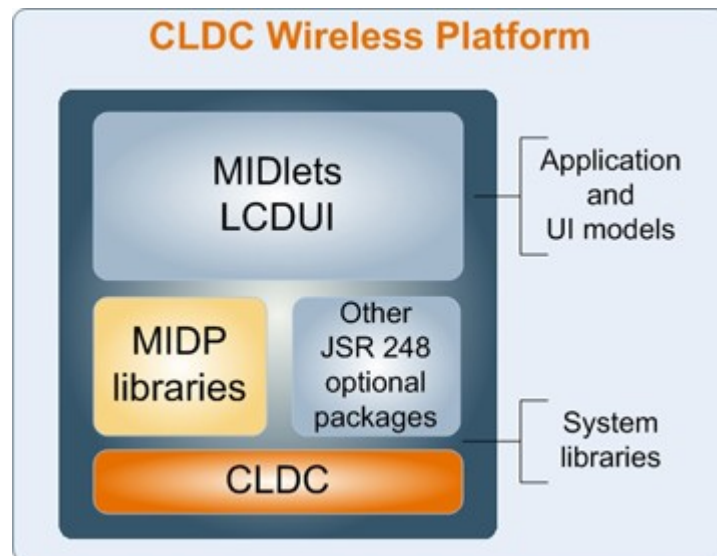 CLDC Wireless Platform
MIDlets
LCDUI
Application
and
UI models
MIDP
libraries
Other
JSR 248
optional
packages
System
libraries
CLDC